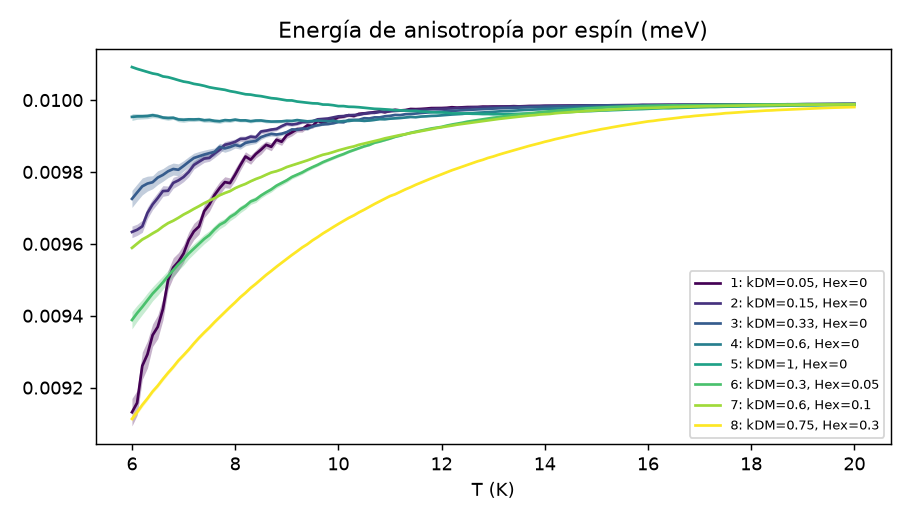 Energía de anisotropía por espín (meV)
0.0100
0.0098
0.0096
0.0094
0.0092
6 8 10 12 14 16 18 20
T (K)
1: kDM=0.05, Hex=0
2: kDM=0.15, Hex=0
3: kDM=0.33, Hex=0
4: kDM=0.6, Hex=0
5: kDM=1, Hex=0
6: kDM=0.3, Hex=0.05
7: kDM=0.6, Hex=0.1
8: kDM=0.75, Hex=0.3